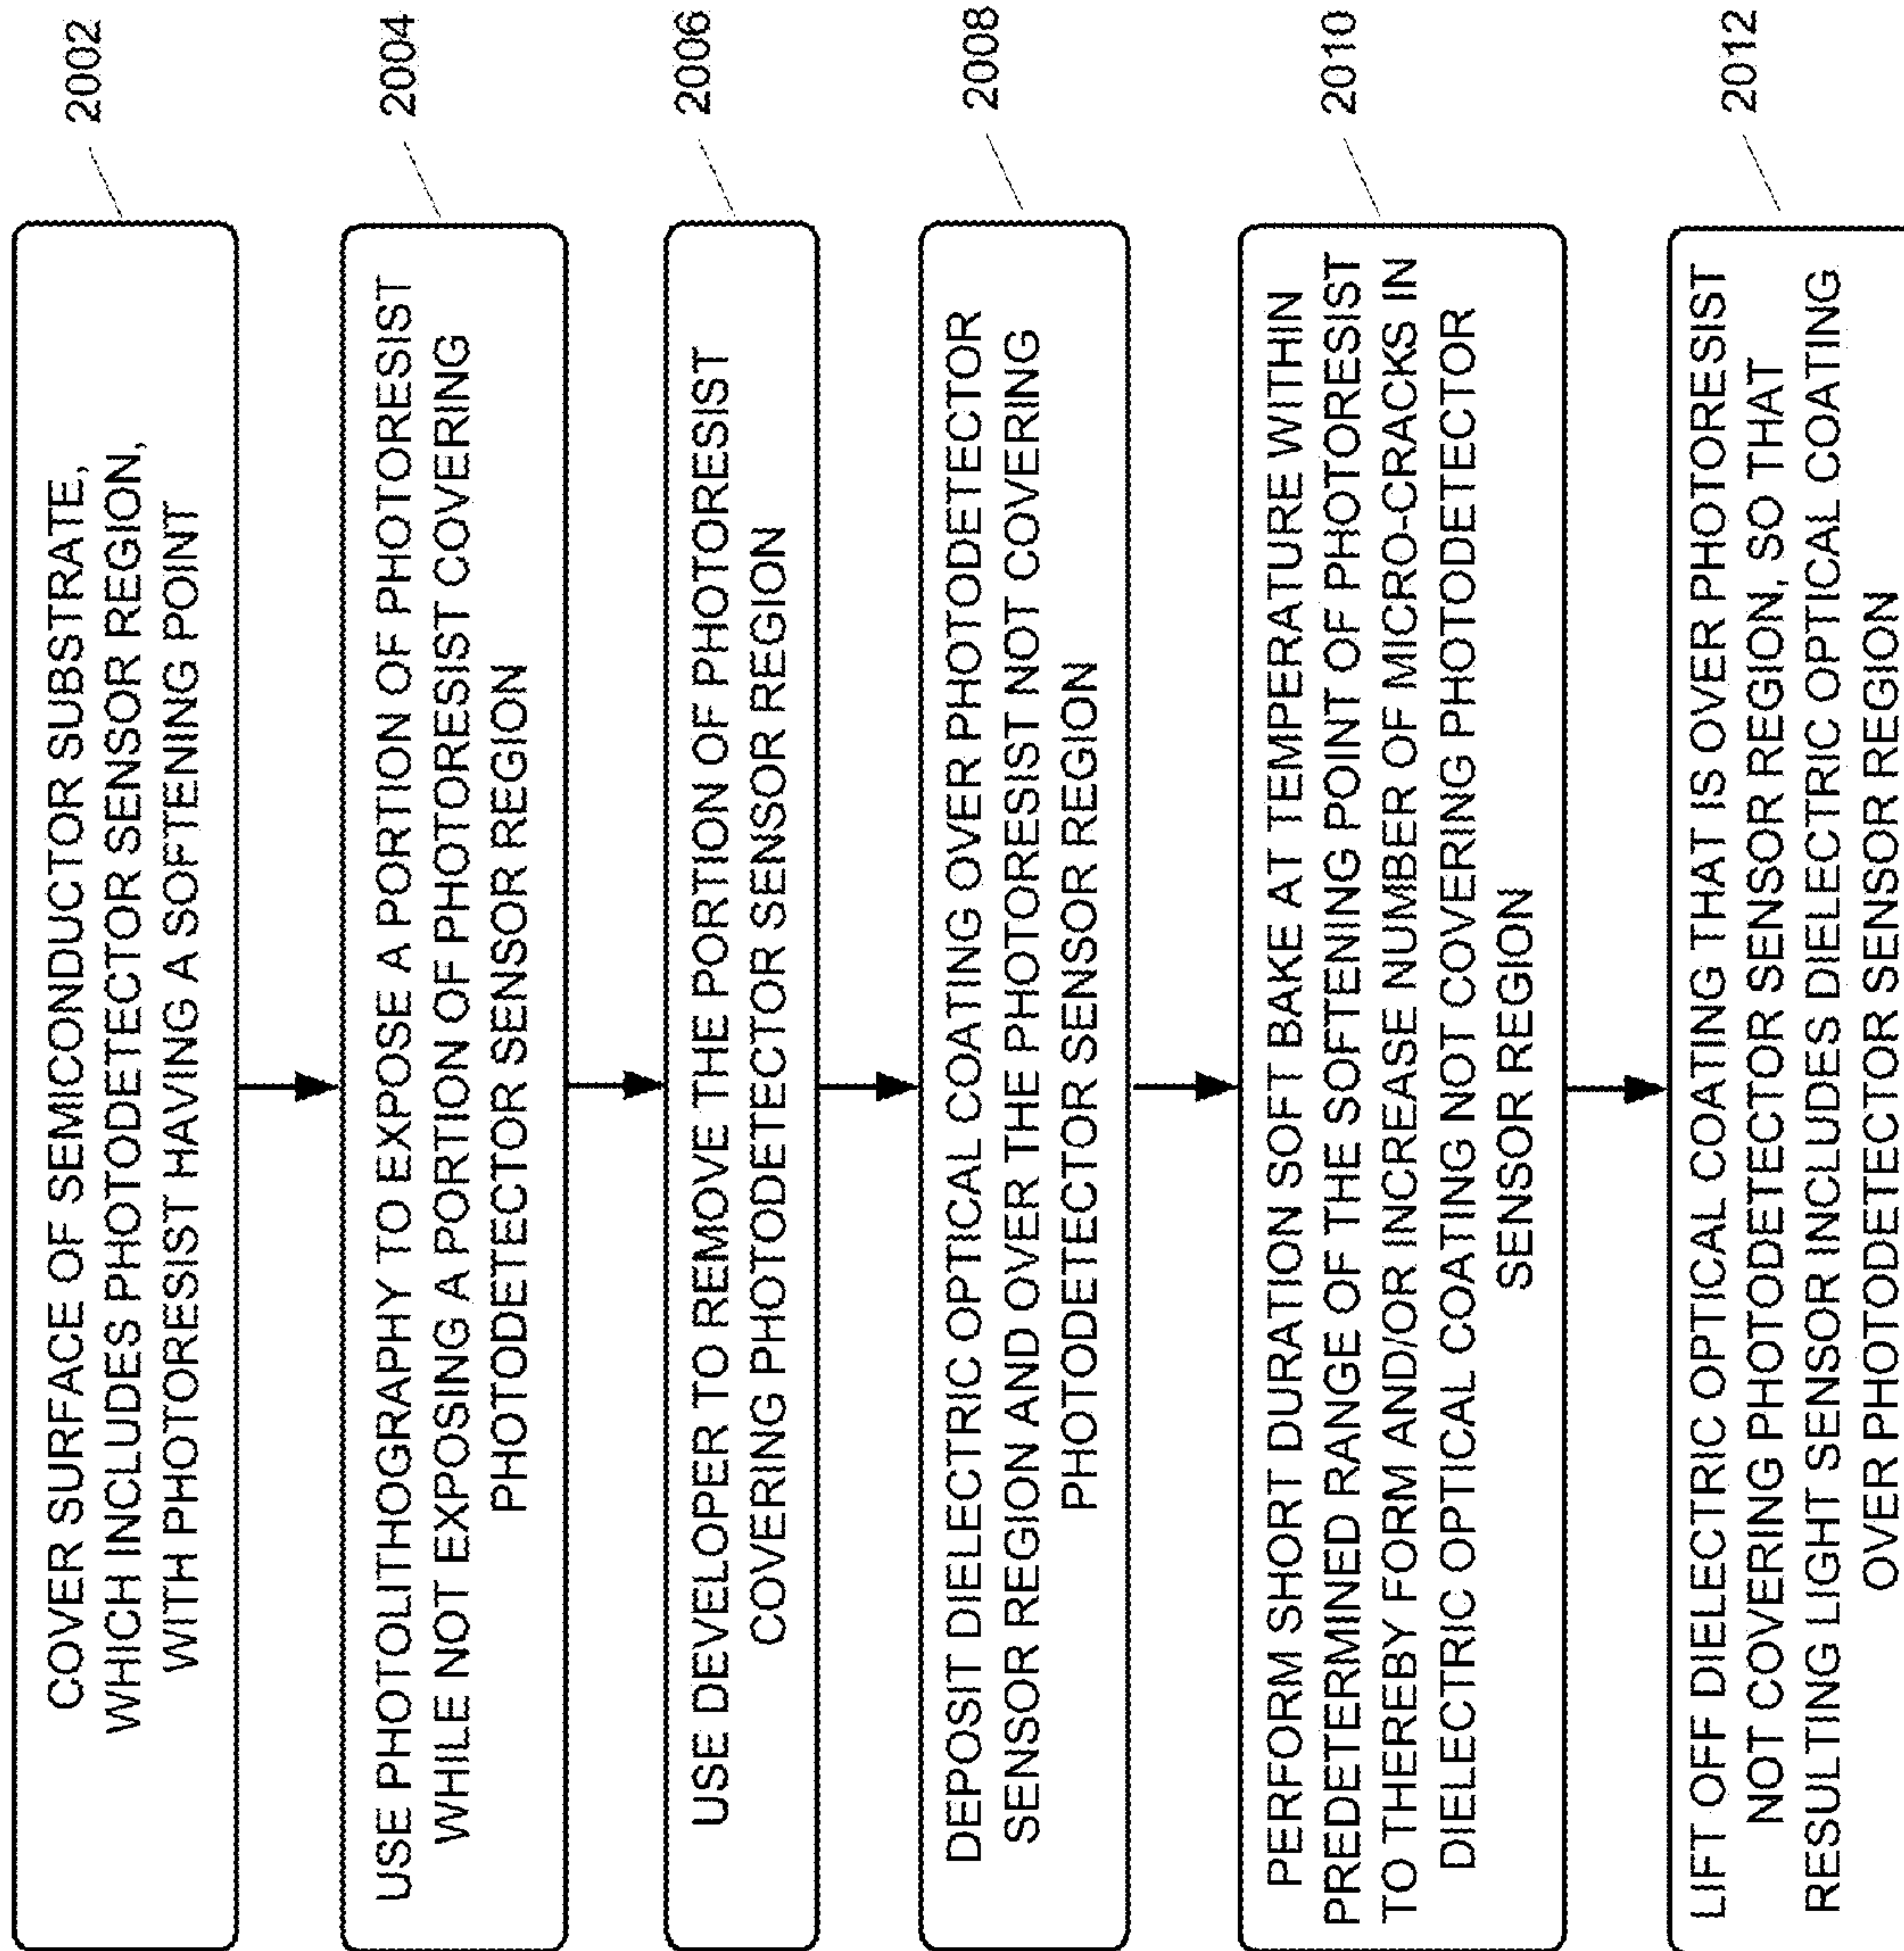 COVER SURFACE OF SEMICONDUCTOR SUBSTRATE,
WHICH INCLUDES PHOTODETECTOR SENSOR REGION,
WITH PHOTORESIST HAVING A SOFTENING POINT
2002
USE PHOTOLITHOGRAPHY TO EXPOSE A PORTION OF PHOTORESIST
WHILE NOT EXPOSING A PORTION OF PHOTORESIST COVERING
PHOTODETECTOR SENSOR REGION
2004
USE DEVELOPER TO REMOVE THE PORTION OF PHOTORESIST
COVERING PHOTODETECTOR SENSOR REGION
2006
DEPOSIT DIELECTRIC OPTICAL COATING OVER PHOTODETECTOR
SENSOR REGION AND OVER THE PHOTORESIST NOT COVERING
PHOTODETECTOR SENSOR REGION
2008
PERFORM SHORT DURATION SOFT BAKE AT TEMPERATURE WITHIN
PREDETERMINED RANGE OF THE SOFTENING POINT OF PHOTORESIST
TO THEREBY FORM AND/OR INCREASE NUMBER OF MICRO-CRACKS IN
DIELECTRIC OPTICAL COATING NOT COVERING PHOTODETECTOR
SENSOR REGION
2010
LIFT OFF DIELECTRIC OPTICAL COATING THAT IS OVER PHOTORESIST
NOT COVERING PHOTODETECTOR SENSOR REGION, SO THAT
RESULTING LIGHT SENSOR INCLUDES DIELECTRIC OPTICAL COATING
OVER PHOTODETECTOR SENSOR REGION
2012